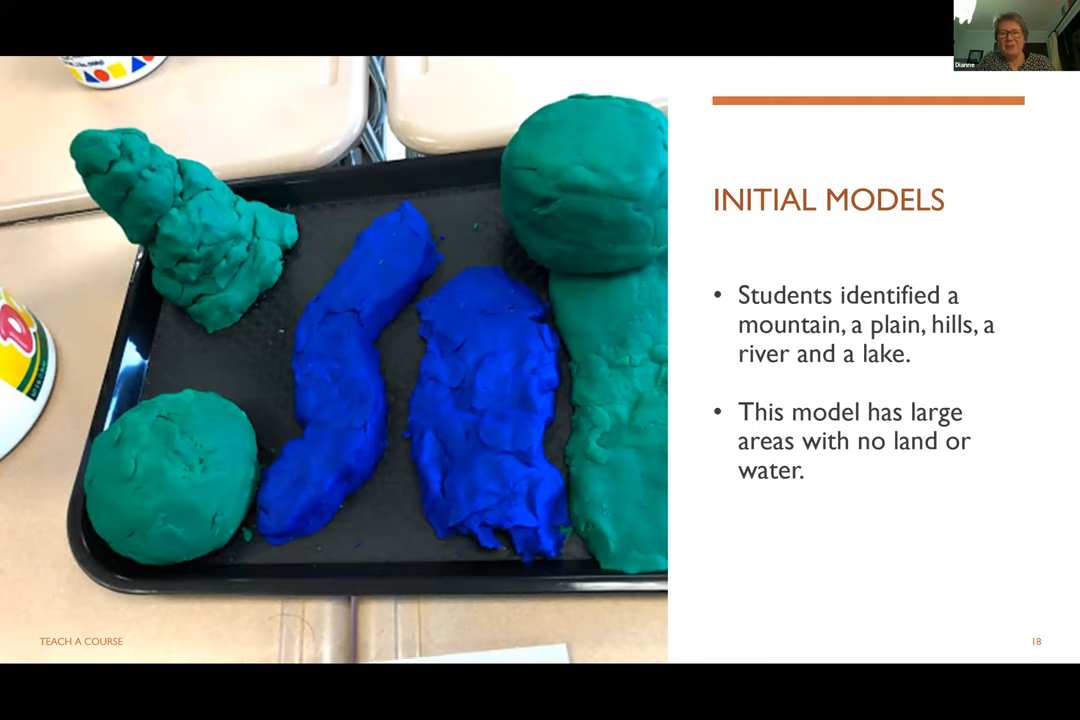 Dianne
INITIAL MODELS
• Students identified a
mountain, a plain, hills, a
river and a lake.
• This model has large
areas with no land or
water.
TEACH A COURSE
18